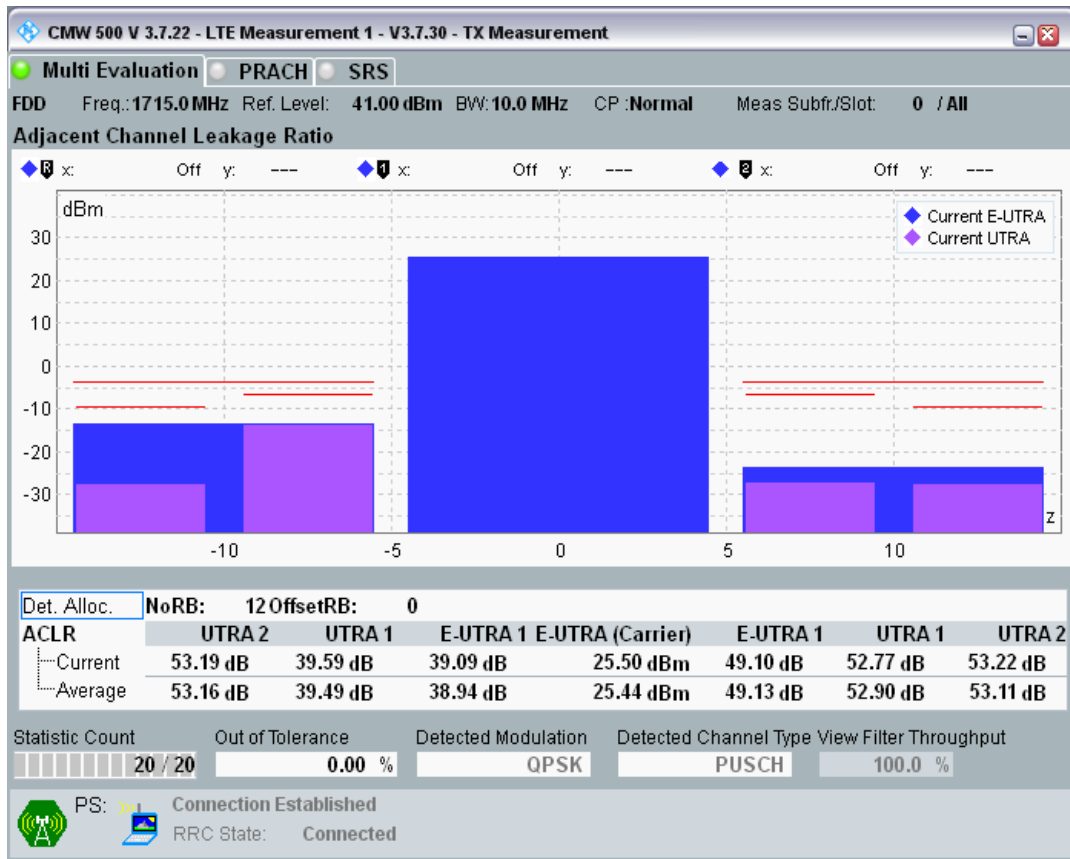 CMW 500 V 3.7.22 - LTE Measurement 1 - V3.7.30 - TX Measurement
Multi Evaluation PRACH SRS
FDD Freq.: 1715.0 MHz Ref. Level: 41.00 dBm BW: 10.0 MHz CP :Normal Meas Subfr./Slot: 0 / All
Adjacent Channel Leakage Ratio
R x: Off y: --- 1 x: Off y: --- 2 x: Off y: ---
dBm
Current E-UTRA
Current UTRA
30
20
10
0
-10
-20
-30
z
-10 -5 0 5 10
Det. Alloc. NoRB: 12 OffsetRB: 0
ACLR UTRA 2 UTRA 1 E-UTRA 1 E-UTRA (Carrier) E-UTRA 1 UTRA 1 UTRA 2
Current 53.19 dB 39.59 dB 39.09 dB 25.50 dBm 49.10 dB 52.77 dB 53.22 dB
Average 53.16 dB 39.49 dB 38.94 dB 25.44 dBm 49.13 dB 52.90 dB 53.11 dB
Statistic Count Out of Tolerance Detected Modulation Detected Channel Type View Filter Throughput
20 / 20 0.00 % QPSK PUSCH 100.0 %
PS: Connection Established
RRC State: Connected